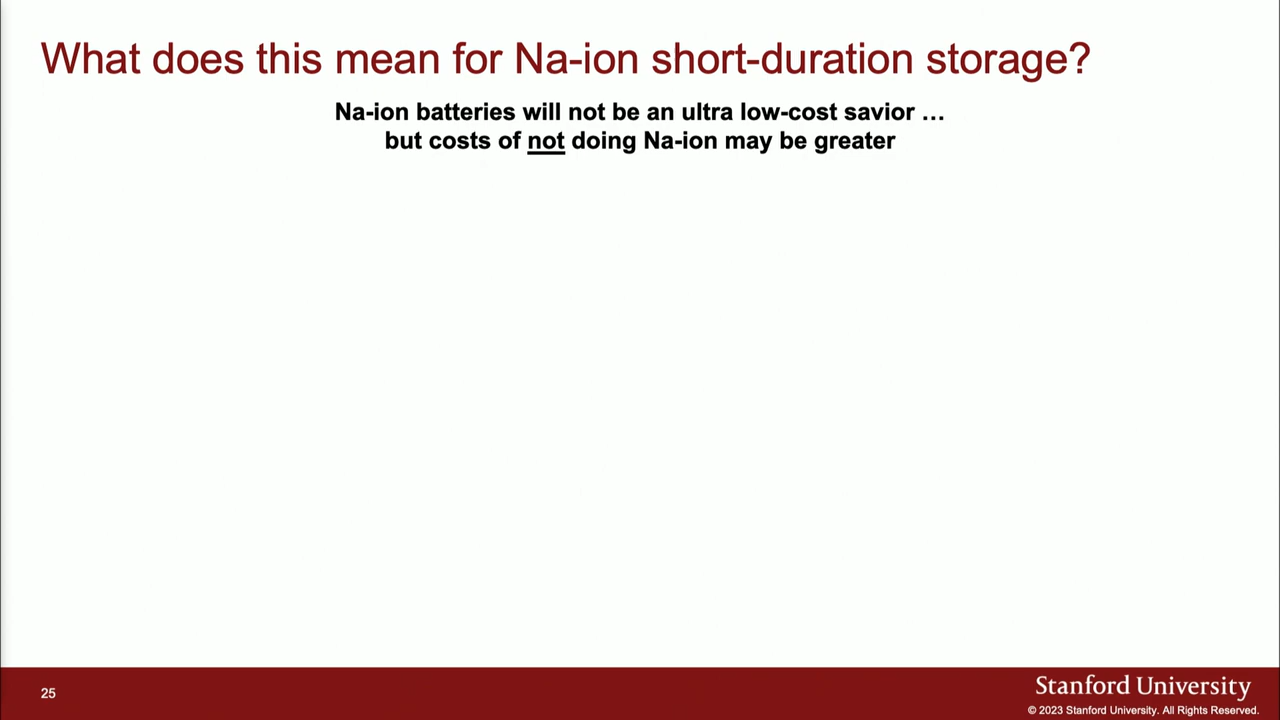 What does this mean for Na-ion short-duration storage?
Na-ion batteries will not be an ultra low-cost savior …
but costs of not doing Na-ion may be greater
25
Stanford University
© 2023 Stanford University. All Rights Reserved.